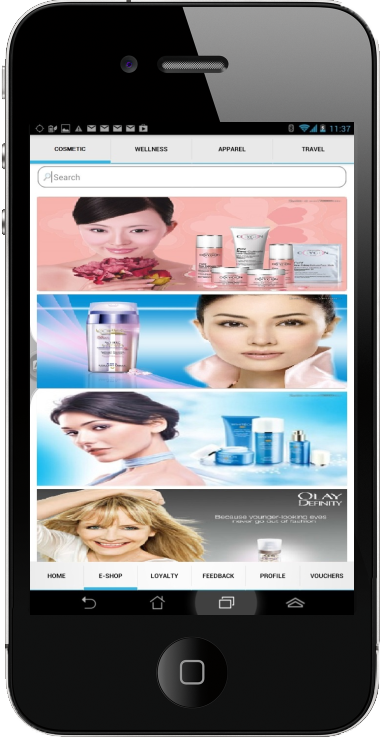 11:37
COSMETIC
WELLNESS
APPAREL
TRAVEL
Search
OLAY
DEFINITY
Because younger-looking eyes
never go out of fashion
HOME
E-SHOP
LOYALTY
FEEDBACK
PROFILE
VOUCHERS